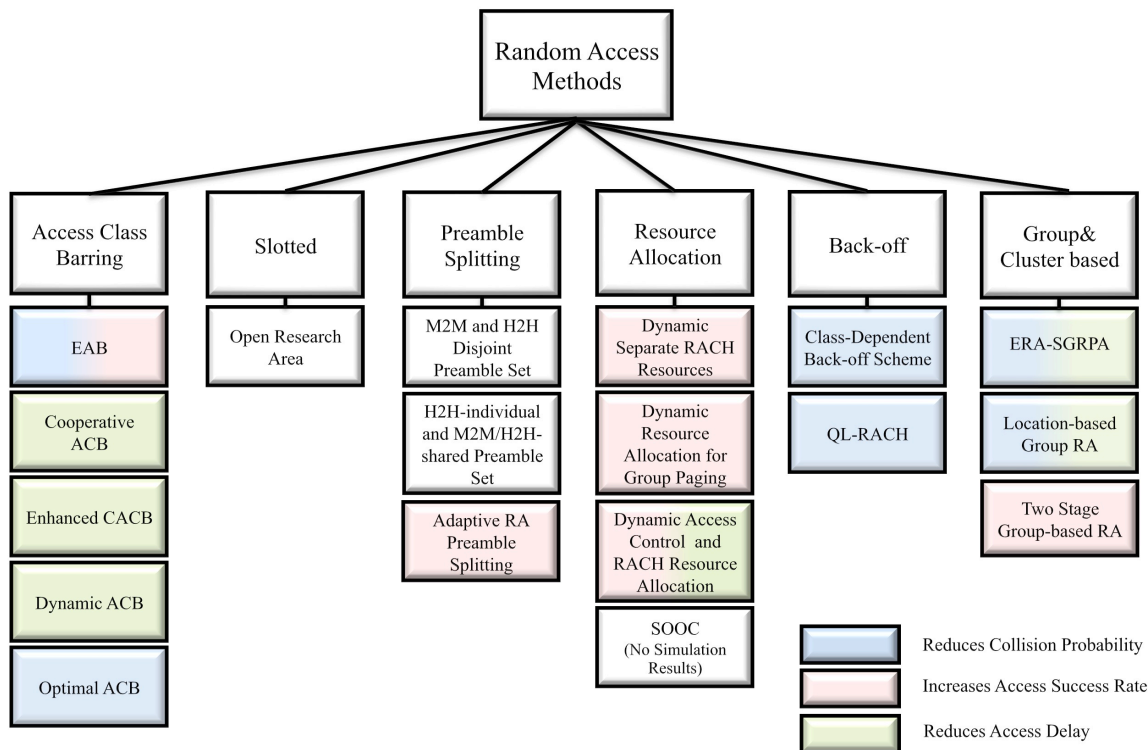 Random Access
Methods
Access Class
Barring
Slotted
Preamble
Splitting
Resource
Allocation
Back-off
Group&
Cluster based
EAB
Cooperative
ACB
Enhanced CACB
Dynamic ACB
Optimal ACB
Open Research
Area
M2M and H2H
Disjoint
Preamble Set
H2H-individual
and M2M/H2H-
shared Preamble
Set
Adaptive RA
Preamble
Splitting
Dynamic
Separate RACH
Resources
Dynamic
Resource
Allocation for
Group Paging
Dynamic Access
Control and
RACH Resource
Allocation
SOOC
(No Simulation
Results)
Class-Dependent
Back-off Scheme
QL-RACH
ERA-SGRPA
Location-based
Group RA
Two Stage
Group-based RA
Reduces Collision Probability
Increases Access Success Rate
Reduces Access Delay